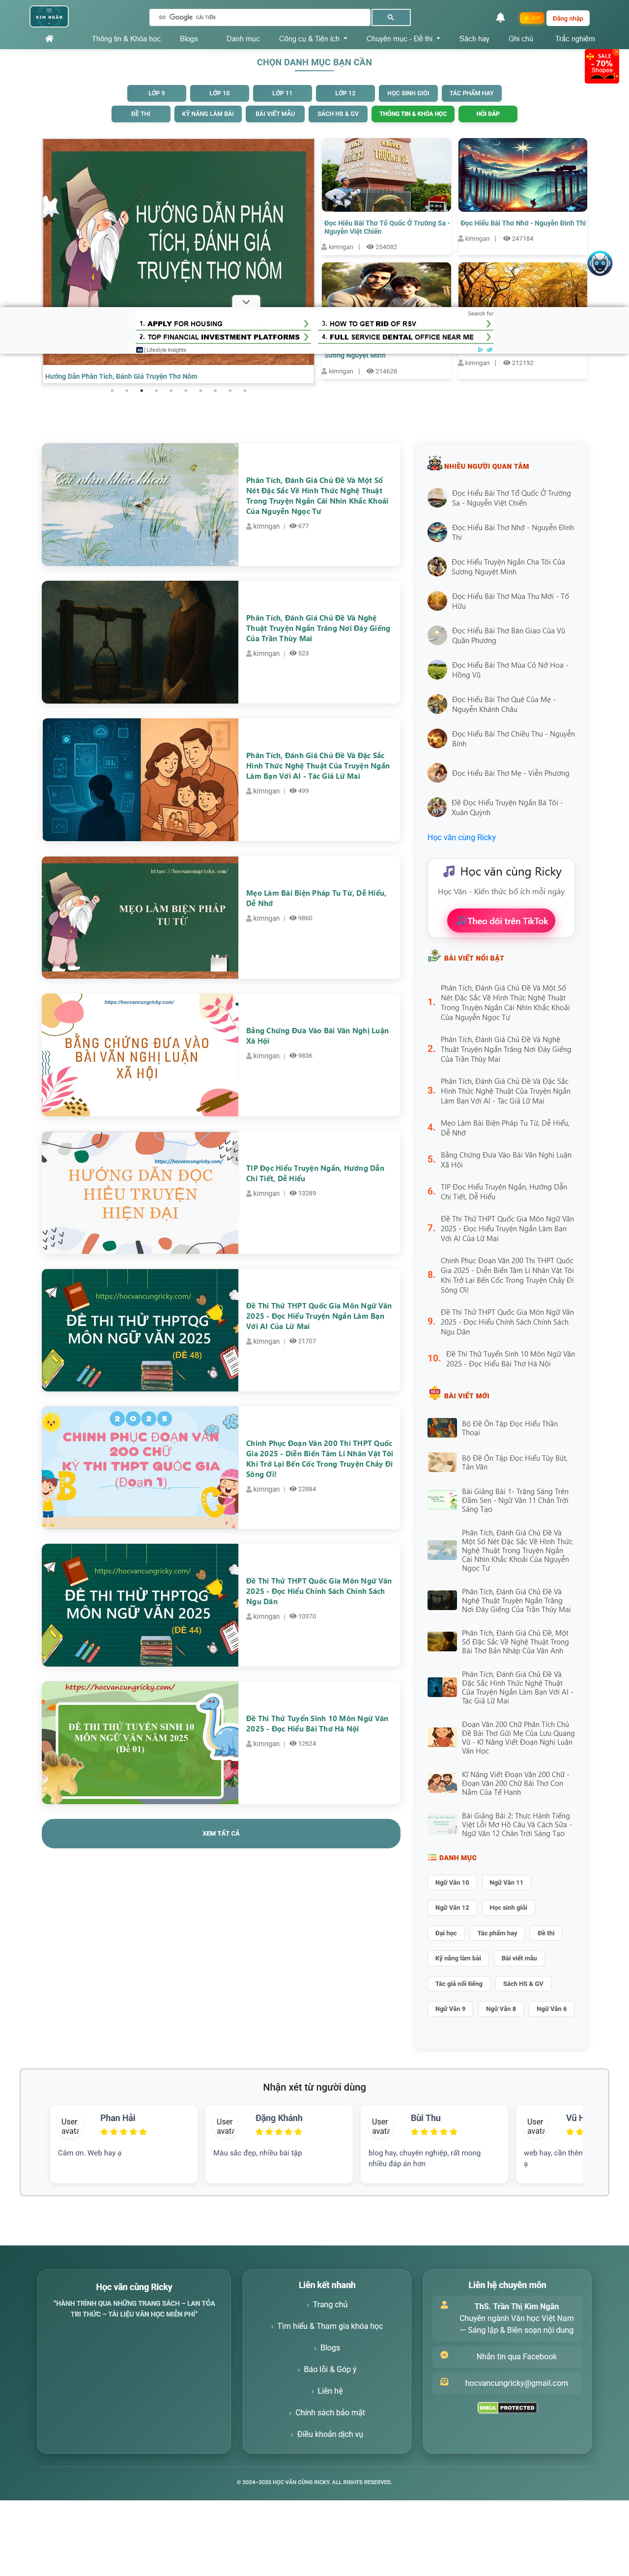 KIM NGÂN
ĐƯỢC Google CẢI TIẾN
Đăng nhập
Thông tin & Khóa học
Blogs
Danh mục
Công cụ & Tiện ích
Chuyên mục - Đề thi
Sách hay
Ghi chú
Trắc nghiệm
SALE
- 70%
Shopee
CHỌN DANH MỤC BẠN CẦN
LỚP 9
LỚP 10
LỚP 11
LỚP 12
HỌC SINH GIỎI
TÁC PHẨM HAY
ĐỀ THI
KỸ NĂNG LÀM BÀI
BÀI VIẾT MẪU
SÁCH HS & GV
THÔNG TIN & KHÓA HỌC
HỎI ĐÁP
HƯỚNG DẪN PHÂN
TÍCH, ĐÁNH GIÁ
TRUYỆN THƠ NÔM
Hướng Dẫn Phân Tích, Đánh Giá Truyện Thơ Nôm
TRƯỜNG SA
Đọc Hiểu Bài Thơ Tổ Quốc Ở Trường Sa -
Nguyễn Việt Chiến
kimngan | 254082
Đọc Hiểu Bài Thơ Nhớ - Nguyễn Đình Thi
kimngan | 247184
Sương Nguyệt Minh
kimngan | 214628
kimngan | 212192
Search for
1. APPLY FOR HOUSING
2. TOP FINANCIAL INVESTMENT PLATFORMS
3. HOW TO GET RID OF RSV
4. FULL SERVICE DENTAL OFFICE NEAR ME
Ad | Lifestyle Insights
Cái nhìn khắc khoải
Phân Tích, Đánh Giá Chủ Đề Và Một Số
Nét Đặc Sắc Về Hình Thức Nghệ Thuật
Trong Truyện Ngắn Cái Nhìn Khắc Khoải
Của Nguyễn Ngọc Tư
kimngan | 677
Phân Tích, Đánh Giá Chủ Đề Và Nghệ
Thuật Truyện Ngắn Trăng Nơi Đáy Giếng
Của Trần Thùy Mai
kimngan | 523
Phân Tích, Đánh Giá Chủ Đề Và Đặc Sắc
Hình Thức Nghệ Thuật Của Truyện Ngắn
Làm Bạn Với AI - Tác Giả Lữ Mai
kimngan | 499
https://hocvancungricky.com/
MẸO LÀM BIỆN PHÁP
TU TỪ
Mẹo Làm Bài Biện Pháp Tu Từ, Dễ Hiểu,
Dễ Nhớ
kimngan | 9860
https://hocvancungricky.com/
BẰNG CHỨNG ĐƯA VÀO
BÀI VĂN NGHỊ LUẬN
XÃ HỘI
Bằng Chứng Đưa Vào Bài Văn Nghị Luận
Xã Hội
kimngan | 9836
https://hocvancungricky.com/
HƯỚNG DẪN ĐỌC
HIỂU TRUYỆN
HIỆN ĐẠI
TIP Đọc Hiểu Truyện Ngắn, Hướng Dẫn
Chi Tiết, Dễ Hiểu
kimngan | 13289
https://hocvancungricky.com/
ĐỀ THI THỬ THPTQG
MÔN NGỮ VĂN 2025
(ĐỀ 48)
Đề Thi Thử THPT Quốc Gia Môn Ngữ Văn
2025 - Đọc Hiểu Truyện Ngắn Làm Bạn
Với AI Của Lữ Mai
kimngan | 21707
2025
CHINH PHỤC ĐOẠN VĂN
200 CHỮ
KỲ THI THPT QUỐC GIA
(Đoạn 1)
Chinh Phục Đoạn Văn 200 Thi THPT Quốc
Gia 2025 - Diễn Biến Tâm Lí Nhân Vật Tôi
Khi Trở Lại Bến Cốc Trong Truyện Chảy Đi
Sông Ơi!
kimngan | 22884
https://hocvancungricky.com/
ĐỀ THI THỬ THPTQG
MÔN NGỮ VĂN 2025
(ĐỀ 44)
Đề Thi Thử THPT Quốc Gia Môn Ngữ Văn
2025 - Đọc Hiểu Chính Sách Chính Sách
Ngu Dân
kimngan | 10370
https://hocvancungricky.com/
ĐỀ THI THỬ TUYỂN SINH 10
MÔN NGỮ VĂN NĂM 2025
(Đề 01)
Đề Thi Thử Tuyển Sinh 10 Môn Ngữ Văn
2025 - Đọc Hiểu Bài Thơ Hà Nội
kimngan | 12624
XEM TẤT CẢ
NHIỀU NGƯỜI QUAN TÂM
Đọc Hiểu Bài Thơ Tổ Quốc Ở Trường
Sa - Nguyễn Việt Chiến
Đọc Hiểu Bài Thơ Nhớ - Nguyễn Đình
Thi
Đọc Hiểu Truyện Ngắn Cha Tôi Của
Sương Nguyệt Minh
Đọc Hiểu Bài Thơ Mùa Thu Mới - Tố
Hữu
Đọc Hiểu Bài Thơ Bàn Giao Của Vũ
Quần Phương
Đọc Hiểu Bài Thơ Mùa Cỏ Nở Hoa -
Hồng Vũ
Đọc Hiểu Bài Thơ Quê Của Mẹ -
Nguyễn Khánh Châu
Đọc Hiểu Bài Thơ Chiều Thu - Nguyễn
Bính
Đọc Hiểu Bài Thơ Mẹ - Viễn Phương
Đề Đọc Hiểu Truyện Ngắn Bà Tôi -
Xuân Quỳnh
Học văn cùng Ricky
Học văn cùng Ricky
Học Văn - Kiến thức bổ ích mỗi ngày
Theo dõi trên TikTok
BÀI VIẾT NỔI BẬT
1. Phân Tích, Đánh Giá Chủ Đề Và Một Số
Nét Đặc Sắc Về Hình Thức Nghệ Thuật
Trong Truyện Ngắn Cái Nhìn Khắc Khoải
Của Nguyễn Ngọc Tư
2. Phân Tích, Đánh Giá Chủ Đề Và Nghệ
Thuật Truyện Ngắn Trăng Nơi Đáy Giếng
Của Trần Thùy Mai
3. Phân Tích, Đánh Giá Chủ Đề Và Đặc Sắc
Hình Thức Nghệ Thuật Của Truyện Ngắn
Làm Bạn Với AI - Tác Giả Lữ Mai
4. Mẹo Làm Bài Biện Pháp Tu Từ, Dễ Hiểu,
Dễ Nhớ
5. Bằng Chứng Đưa Vào Bài Văn Nghị Luận
Xã Hội
6. TIP Đọc Hiểu Truyện Ngắn, Hướng Dẫn
Chi Tiết, Dễ Hiểu
7. Đề Thi Thử THPT Quốc Gia Môn Ngữ Văn
2025 - Đọc Hiểu Truyện Ngắn Làm Bạn
Với AI Của Lữ Mai
8. Chinh Phục Đoạn Văn 200 Thi THPT Quốc
Gia 2025 - Diễn Biến Tâm Lí Nhân Vật Tôi
Khi Trở Lại Bến Cốc Trong Truyện Chảy Đi
Sông Ơi!
9. Đề Thi Thử THPT Quốc Gia Môn Ngữ Văn
2025 - Đọc Hiểu Chính Sách Chính Sách
Ngu Dân
10. Đề Thi Thử Tuyển Sinh 10 Môn Ngữ Văn
2025 - Đọc Hiểu Bài Thơ Hà Nội
BÀI VIẾT MỚI
Bộ Đề Ôn Tập Đọc Hiểu Thần
Thoại
Bộ Đề Ôn Tập Đọc Hiểu Tùy Bút,
Tản Văn
Bài Giảng Bài 1- Trăng Sáng Trên
Đầm Sen - Ngữ Văn 11 Chân Trời
Sáng Tạo
Phân Tích, Đánh Giá Chủ Đề Và
Một Số Nét Đặc Sắc Về Hình Thức
Nghệ Thuật Trong Truyện Ngắn
Cái Nhìn Khắc Khoải Của Nguyễn
Ngọc Tư
Phân Tích, Đánh Giá Chủ Đề Và
Nghệ Thuật Truyện Ngắn Trăng
Nơi Đáy Giếng Của Trần Thùy Mai
Phân Tích, Đánh Giá Chủ Đề, Một
Số Đặc Sắc Về Nghệ Thuật Trong
Bài Thơ Bản Nháp Của Vân Anh
Phân Tích, Đánh Giá Chủ Đề Và
Đặc Sắc Hình Thức Nghệ Thuật
Của Truyện Ngắn Làm Bạn Với AI -
Tác Giả Lữ Mai
Đoạn Văn 200 Chữ Phân Tích Chủ
Đề Bài Thơ Gửi Mẹ Của Lưu Quang
Vũ - Kĩ Năng Viết Đoạn Nghị Luận
Văn Học
Kĩ Năng Viết Đoạn Văn 200 Chữ -
Đoạn Văn 200 Chữ Bài Thơ Con
Nắm Của Tế Hanh
Bài Giảng Bài 2: Thực Hành Tiếng
Việt Lỗi Mơ Hồ Câu Và Cách Sửa -
Ngữ Văn 12 Chân Trời Sáng Tạo
DANH MỤC
Ngữ Văn 10
Ngữ Văn 11
Ngữ Văn 12
Học sinh giỏi
Đại học
Tác phẩm hay
Đề thi
Kỹ năng làm bài
Bài viết mẫu
Tác giả nổi tiếng
Sách HS & GV
Ngữ Văn 9
Ngữ Văn 8
Ngữ Văn 6
Nhận xét từ người dùng
User
avata
Phan Hải
Cảm ơn. Web hay ạ
User
avata
Đặng Khánh
Màu sắc đẹp, nhiều bài tập
User
avata
Bùi Thu
blog hay, chuyên nghiệp, rất mong
nhiều đáp án hơn
User
avata
Vũ H
web hay, cần thêm
ạ
Học văn cùng Ricky
"THÀNH QUẢ NHỮNG TRANG SÁCH – LAN TỎA
TRI THỨC – TÀI LIỆU VĂN HỌC MIỄN PHÍ"
Liên kết nhanh
› Trang chủ
› Tìm hiểu & Tham gia khóa học
› Blogs
› Báo lỗi & Góp ý
› Liên hệ
› Chính sách bảo mật
› Điều khoản dịch vụ
Liên hệ chuyên môn
ThS. Trần Thị Kim Ngân
Chuyên ngành Văn học Việt Nam
— Sáng lập & Biên soạn nội dung
Nhắn tin qua Facebook
hocvancungricky@gmail.com
DMCA PROTECTED
© 2024–2025 HỌC VĂN CÙNG RICKY. ALL RIGHTS RESERVED.